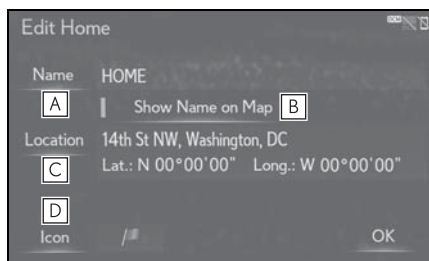 Edit Home
DCM
Name HOME
A Show Name on Map B
Location 14th St NW, Washington, DC
C Lat.: N 00°00'00" Long.: W 00°00'00"
D
Icon OK